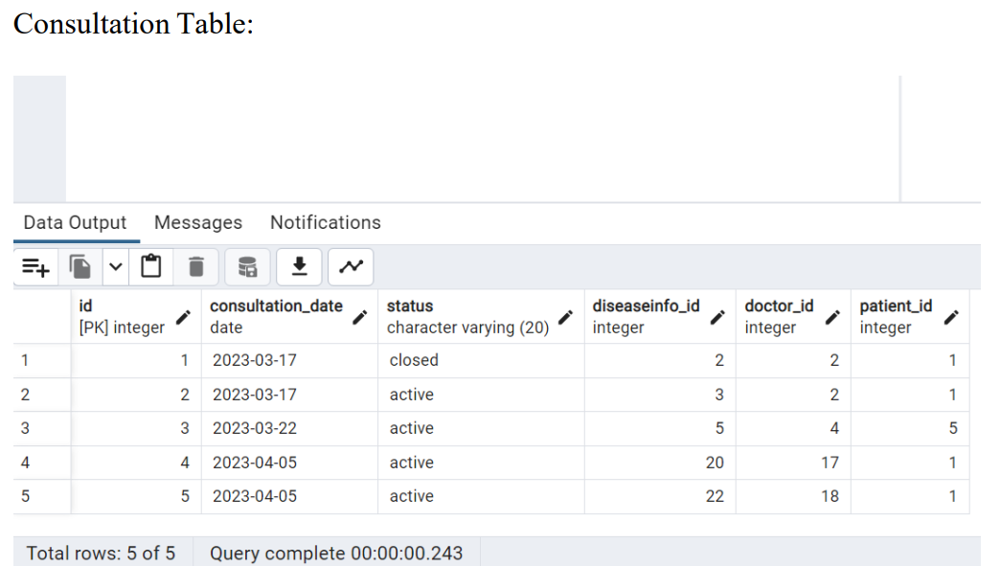 Consultation Table:
Data Output Messages Notifications
id consultation_date status diseaseinfo_id doctor_id patient_id
[PK] integer date character varying (20) integer integer integer
1 1 2023-03-17 closed 2 2 1
2 2 2023-03-17 active 3 2 1
3 3 2023-03-22 active 5 4 5
4 4 2023-04-05 active 20 17 1
5 5 2023-04-05 active 22 18 1
Total rows: 5 of 5 Query complete 00:00:00.243